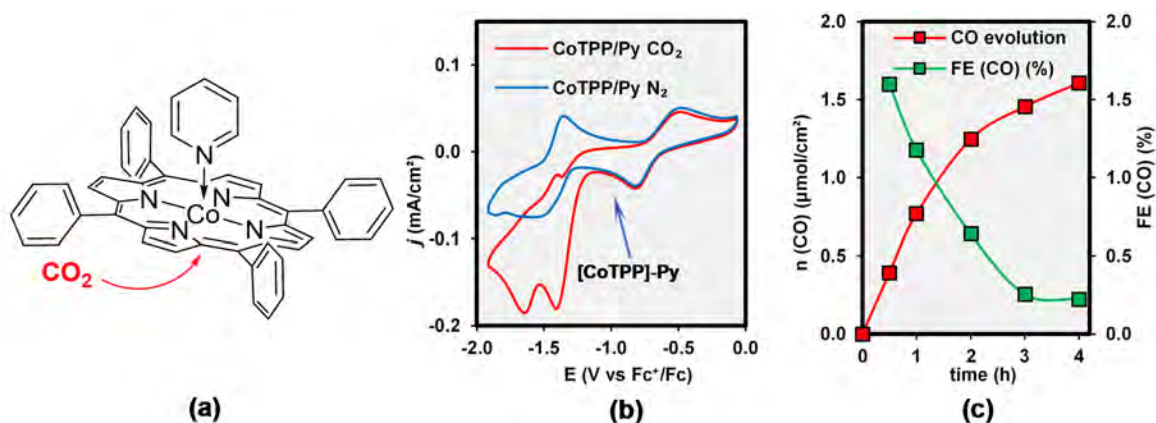 N
N
N
Co
N
N
CO₂
(a)
CoTPP/Py CO₂
CoTPP/Py N₂
[CoTPP]-Py
0.1
0.0
-0.1
-0.2
j (mA/cm²)
-2.0 -1.5 -1.0 -0.5 0.0
E (V vs Fc⁺/Fc)
(b)
CO evolution
FE (CO) (%)
2.0
1.5
1.0
0.5
0.0
n (CO) (µmol/cm²)
2.0
1.5
1.0
0.5
0.0
FE (CO) (%)
0 1 2 3 4
time (h)
(c)